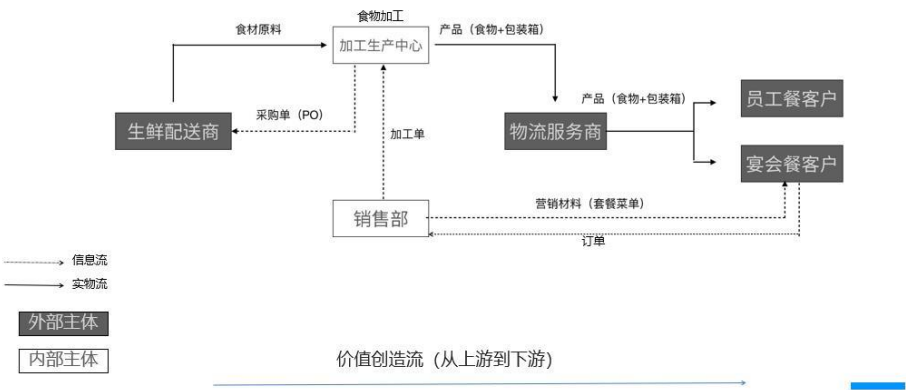 食物加工
食材原料
加工生产中心
产品（食物+包装箱）
采购单（PO）
生鲜配送商
加工单
物流服务商
产品（食物+包装箱）
员工餐客户
宴会餐客户
销售部
营销材料（套餐菜单）
订单
信息流
实物流
外部主体
内部主体
价值创造流（从上游到下游）